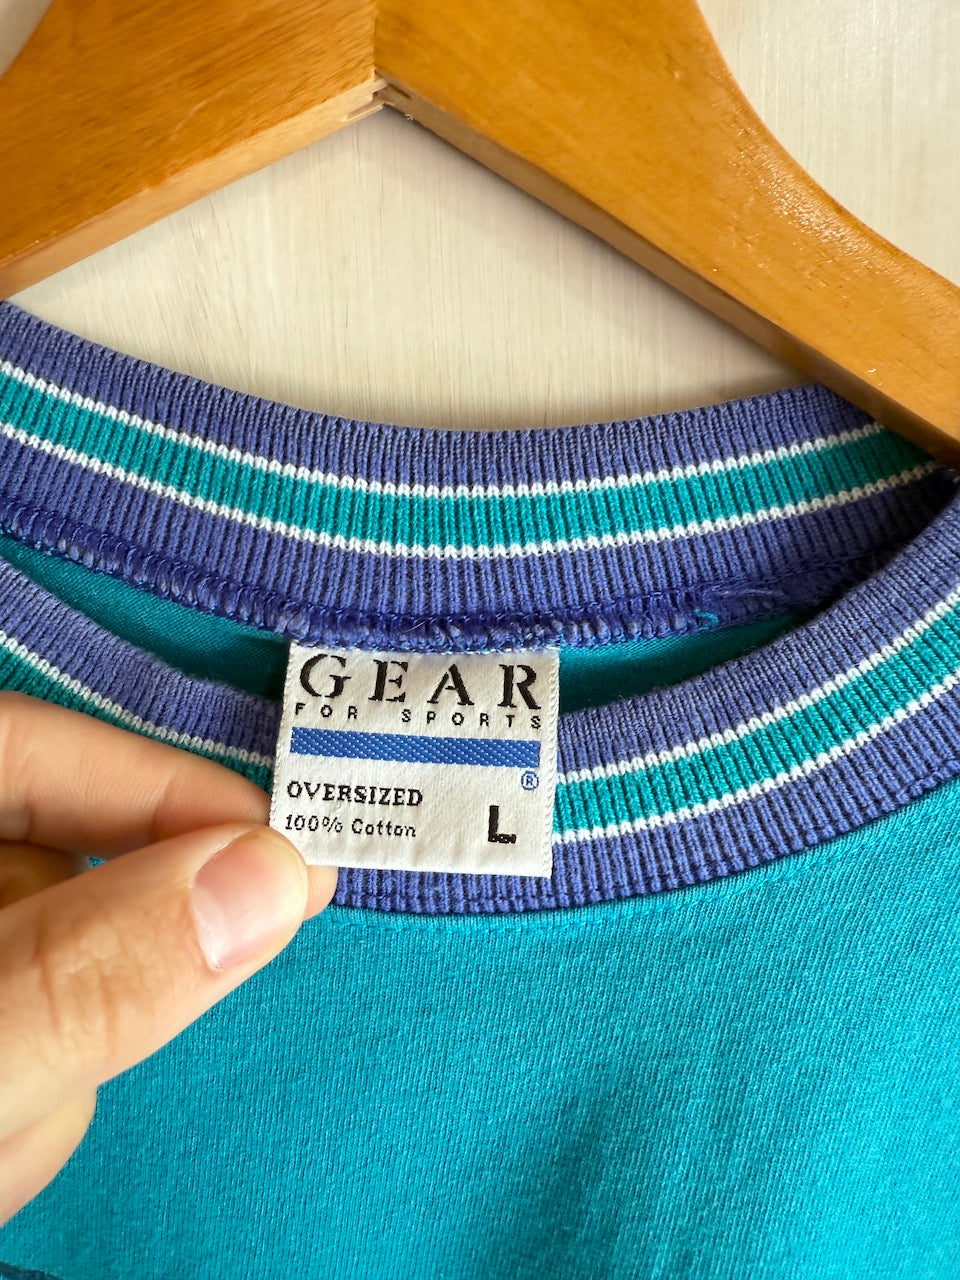 GEAR
FOR SPORTS
®
OVERSIZED
100% Cotton
L